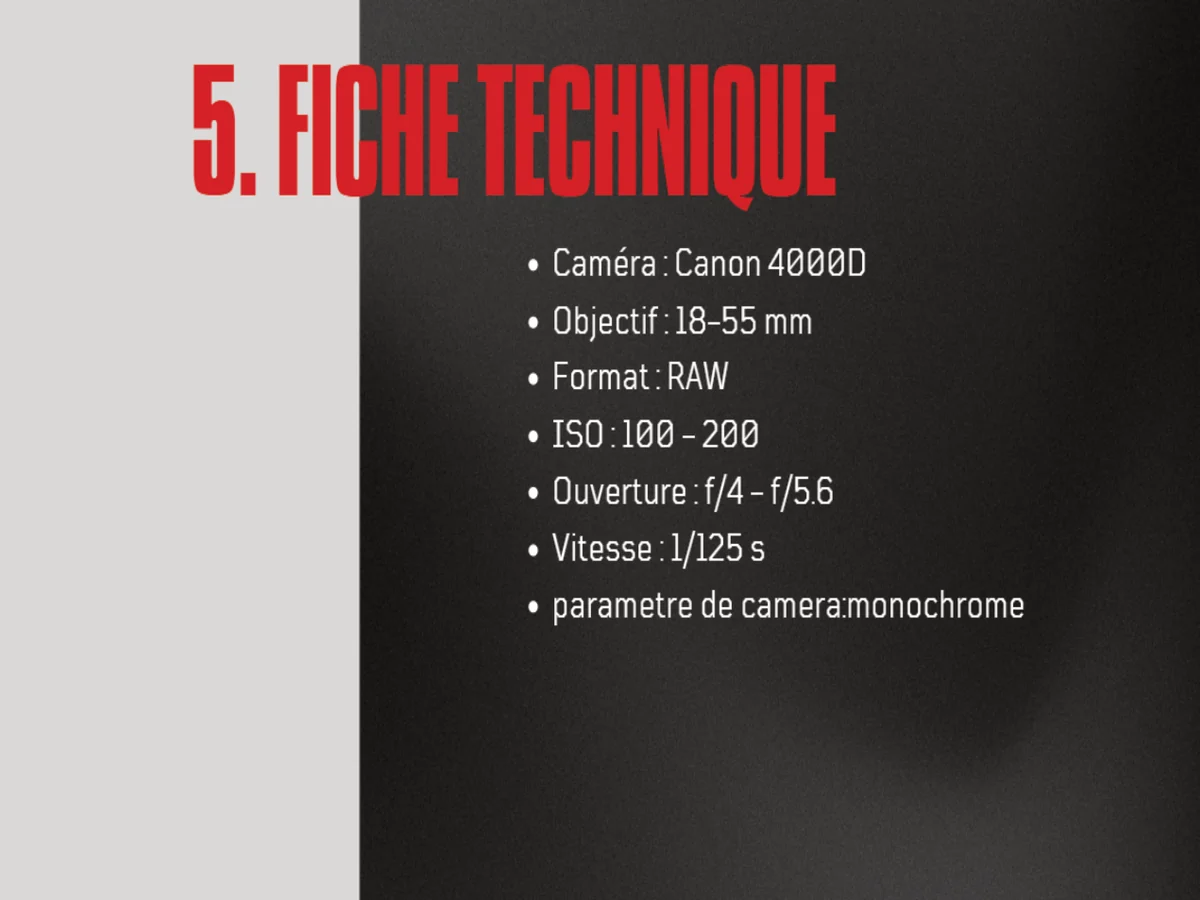 5. FICHE TECHNIQUE
• Caméra : Canon 4000D
• Objectif : 18-55 mm
• Format : RAW
• ISO : 100 - 200
• Ouverture : f/4 - f/5.6
• Vitesse : 1/125 s
• parametre de camera:monochrome